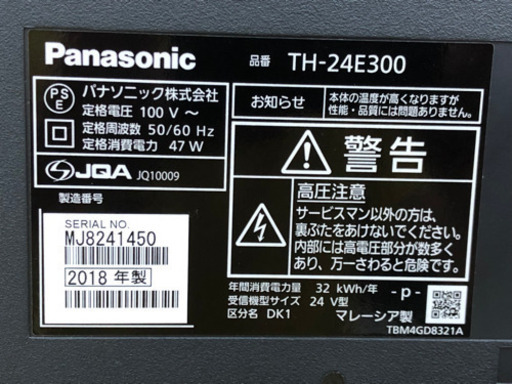 Panasonic
品番 TH-24E300
PS
E
パナソニック株式会社
定格電圧 100 V～
定格周波数 50/60 Hz
定格消費電力 47 W
JQA JQ10009
製造番号
SERIAL NO.
MJ8241450
2018 年製
お知らせ
本体の温度が高くなりますが
性能・品質には問題ありません。
警告
高圧注意
サービスマン以外の方は、
裏ぶたをあけないでください。
内部には高電圧部分が数多く
あり、万一さわると危険です。
年間消費電力量 32 kWh/年
受信機型サイズ 24 V型
区分名 DK1
-p-
マレーシア製
TBM4GD8321A